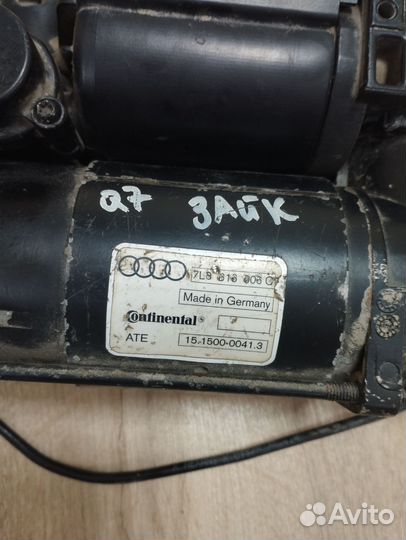 Q7 ЗАЙК
7L8 616 006 C
Made in Germany
Continental®
ATE 15.1500-0041.3
Avito